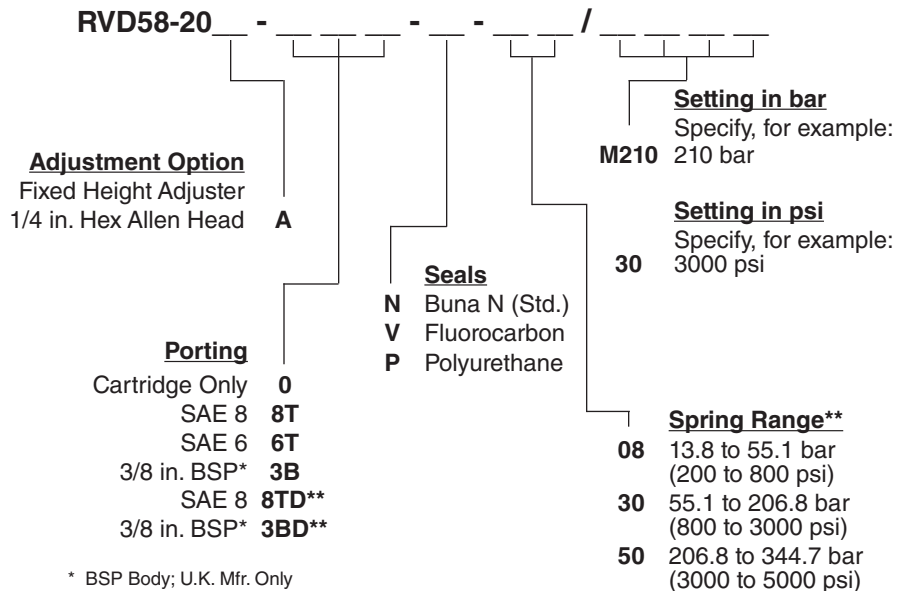 RVD58-20__ - __ __ __ - __ - __ __ / __ __ __ __
Adjustment Option
Fixed Height Adjuster
1/4 in. Hex Allen Head A
Porting
Cartridge Only 0
SAE 8 8T
SAE 6 6T
3/8 in. BSP* 3B
SAE 8 8TD**
3/8 in. BSP* 3BD**
* BSP Body; U.K. Mfr. Only
Seals
N Buna N (Std.)
V Fluorocarbon
P Polyurethane
Setting in bar
Specify, for example:
M210 210 bar
Setting in psi
Specify, for example:
30 3000 psi
Spring Range**
08 13.8 to 55.1 bar
(200 to 800 psi)
30 55.1 to 206.8 bar
(800 to 3000 psi)
50 206.8 to 344.7 bar
(3000 to 5000 psi)